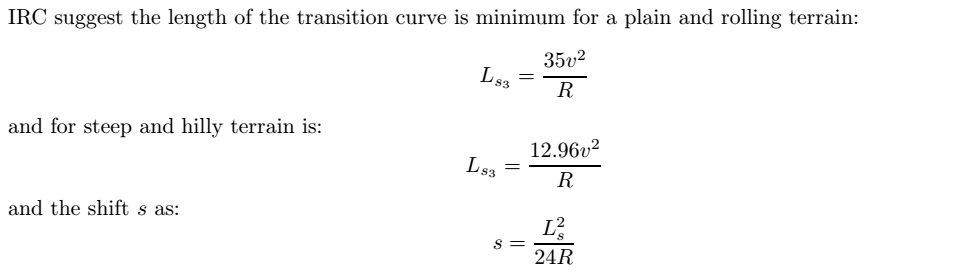 IRC suggest the length of the transition curve is minimum for a plain and rolling terrain:
L_{s_3} = \frac{35v^2}{R}
and for steep and hilly terrain is:
L_{s_3} = \frac{12.96v^2}{R}
and the shift s as:
s = \frac{L_s^2}{24R}